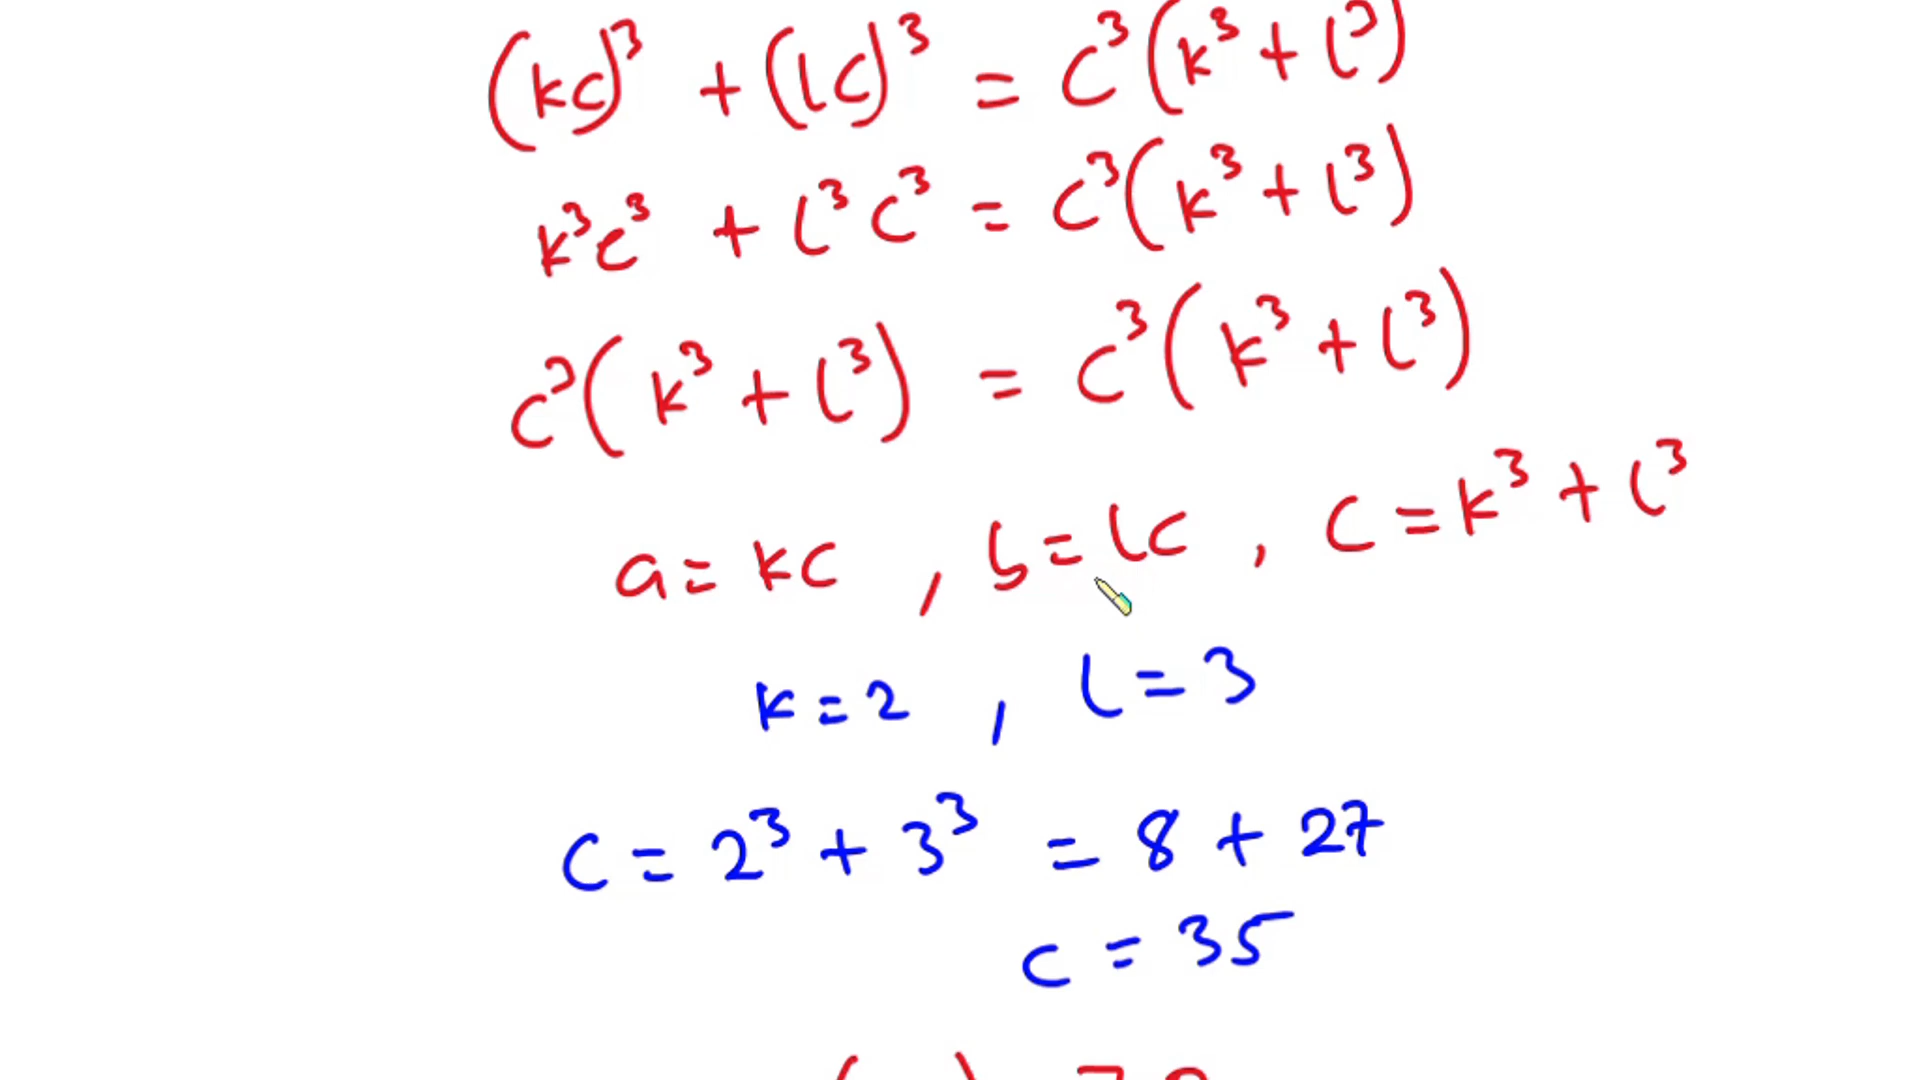 (kc)³ + (lc)³ = C³(k³ + l³)
k³c³ + l³c³ = c³(k³ + l³)
c³(k³ + l³) = c³(k³ + l³)
a = kc , b = lc , c = k³ + l³
k = 2 , l = 3
c = 2³ + 3³ = 8 + 27
c = 35